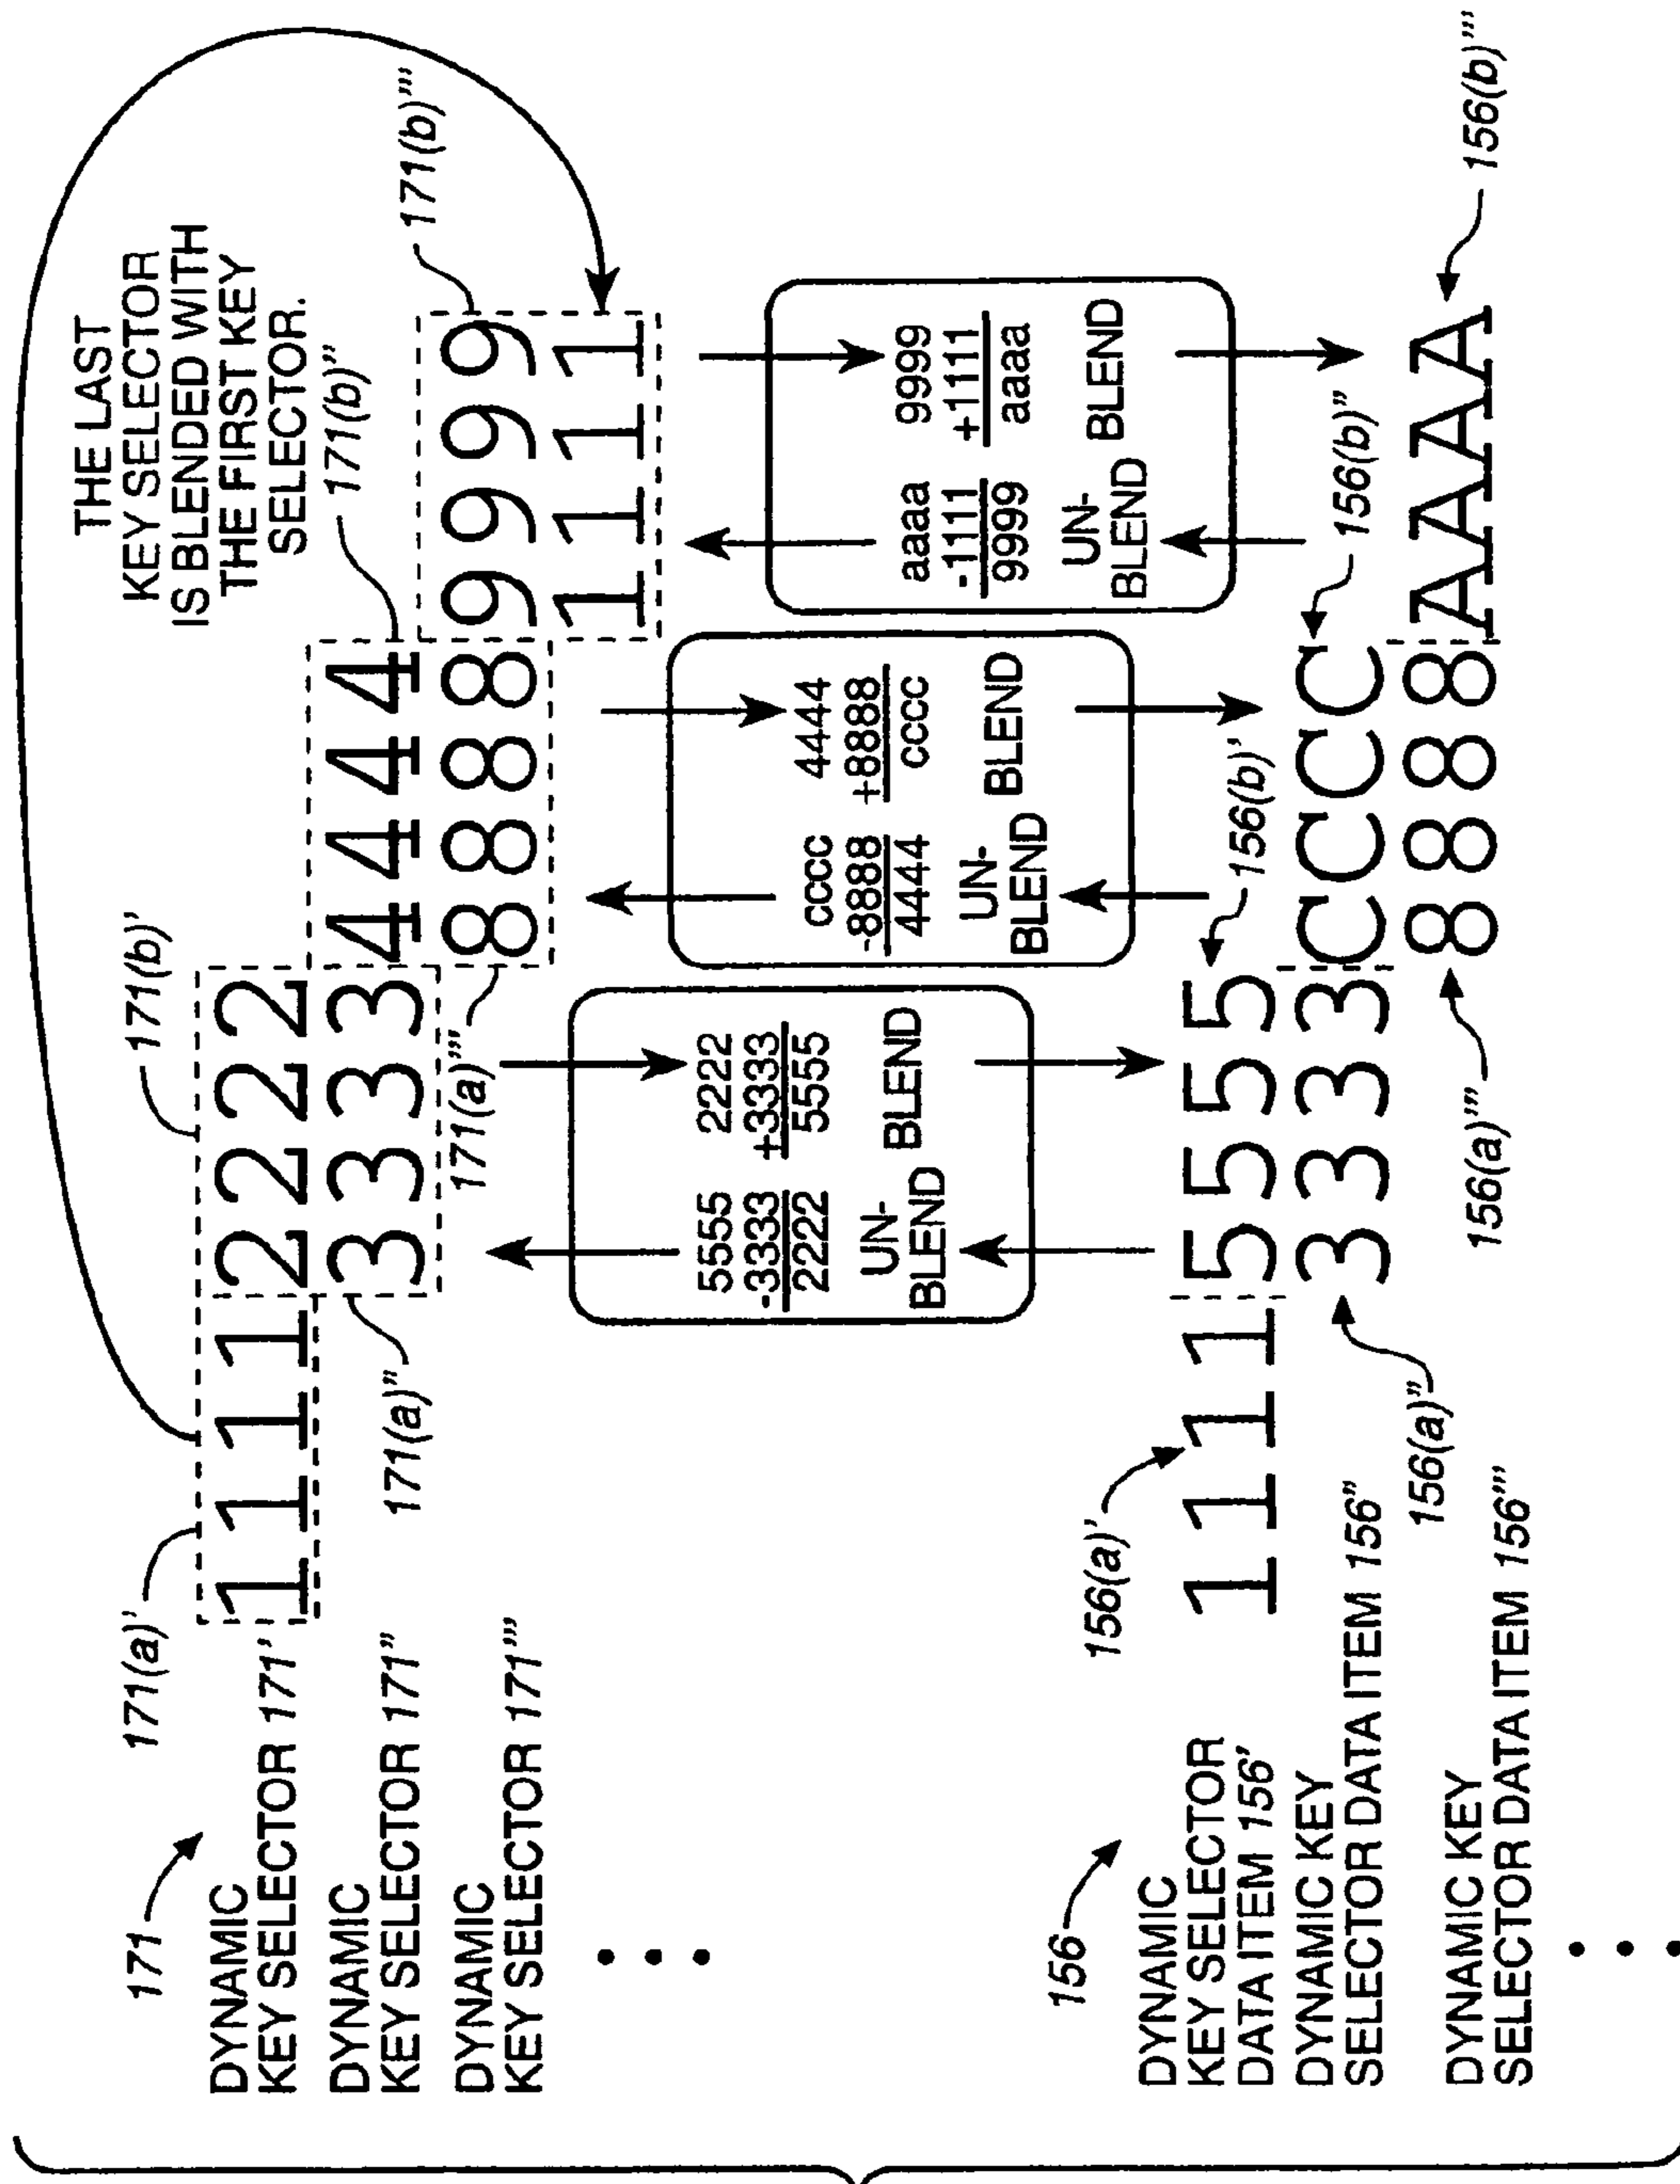 THE LAST
KEY SELECTOR
IS BLENDED WITH
THE FIRST KEY
SELECTOR.
171
171(a)'
171(b)'
171(b)"
171(b)'''
DYNAMIC
KEY SELECTOR 171'
1111 2222
DYNAMIC
KEY SELECTOR 171"
3333 4444
171(a)"
DYNAMIC
KEY SELECTOR 171'''
8888 9999
1111
171(a)'''
5555
-3333
2222
UN-
BLEND
2222
+3333
5555
BLEND
cccc
-8888
4444
UN-
BLEND
4444
+8888
cccc
BLEND
aaaa
-1111
9999
UN-
BLEND
9999
+1111
aaaa
BLEND
156
156(a)'
156(b)'
156(b)"
156(b)'''
DYNAMIC
KEY SELECTOR
DATA ITEM 156'
1111 5555
DYNAMIC KEY
SELECTOR DATA ITEM 156"
3333 CCCC
156(a)"
DYNAMIC KEY
SELECTOR DATA ITEM 156'''
8888 AAAA
156(a)'''